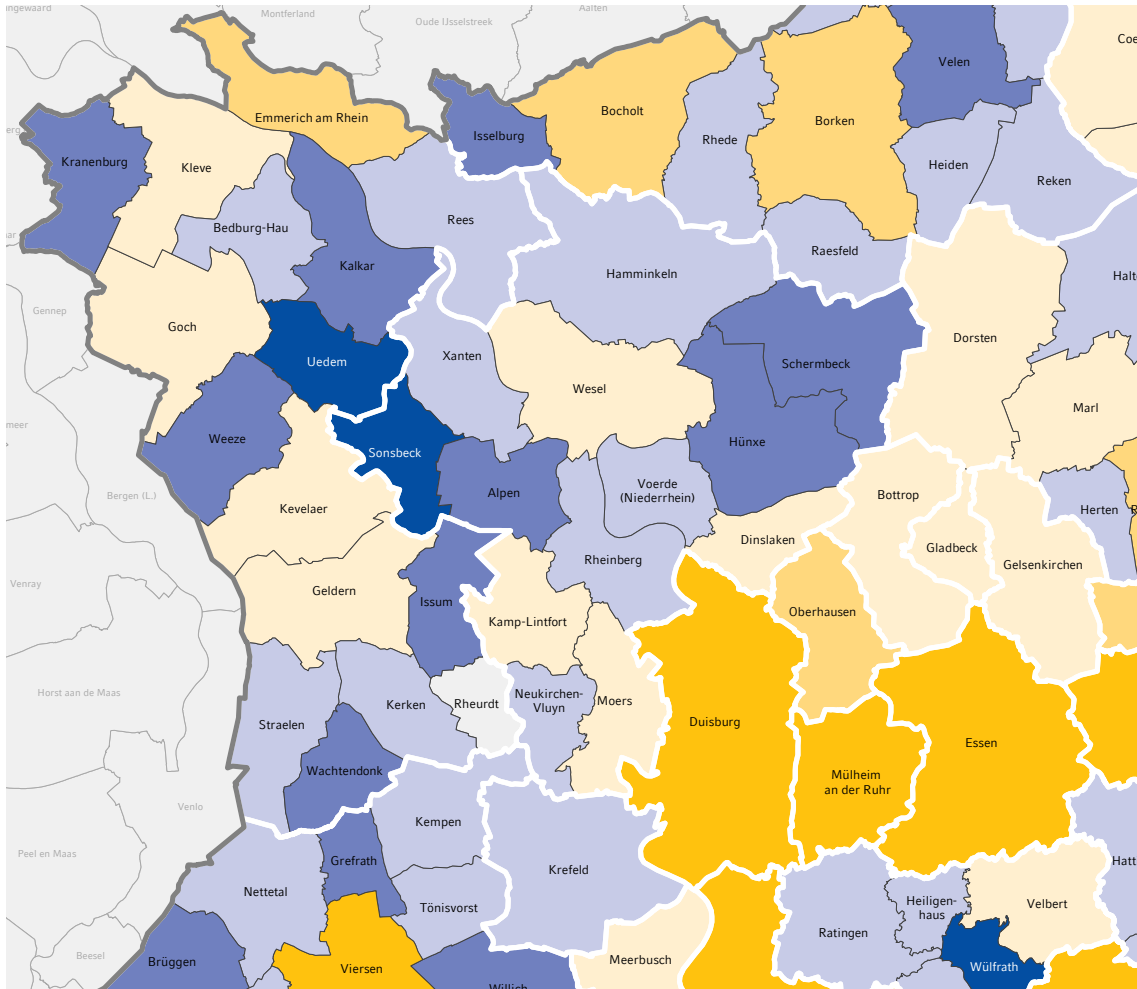 Montferland
Oude IJsselstreek
Aalten
Coe
Velen
Emmerich am Rhein
Bocholt
Borken
Isselburg
Rhede
Kranenburg
Kleve
Heiden
Reken
Rees
Bedburg-Hau
Raesfeld
Kalkar
Hamminkeln
Halte
Gennep
Goch
Dorsten
Uedem
Xanten
Schermbeck
Wesel
Marl
meer
Weeze
Hünxe
Sonsbeck
Voerde
(Niederrhein)
Alpen
Bergen (L.)
Bottrop
Kevelaer
Herten
R
Dinslaken
Gladbeck
Rheinberg
Gelsenkirchen
Venray
Geldern
Issum
Oberhausen
Kamp-Lintfort
Horst aan de Maas
Neukirchen-
Vluyn
Moers
Rheurdt
Kerken
Straelen
Duisburg
Essen
Wachtendonk
Mülheim
an der Ruhr
Venlo
Kempen
Peel en Maas
Grefrath
Krefeld
Hatt
Nettetal
Heiligen-
haus
Velbert
Tönisvorst
Ratingen
Beesel
Brüggen
Meerbusch
Viersen
Wülfrath
Willich